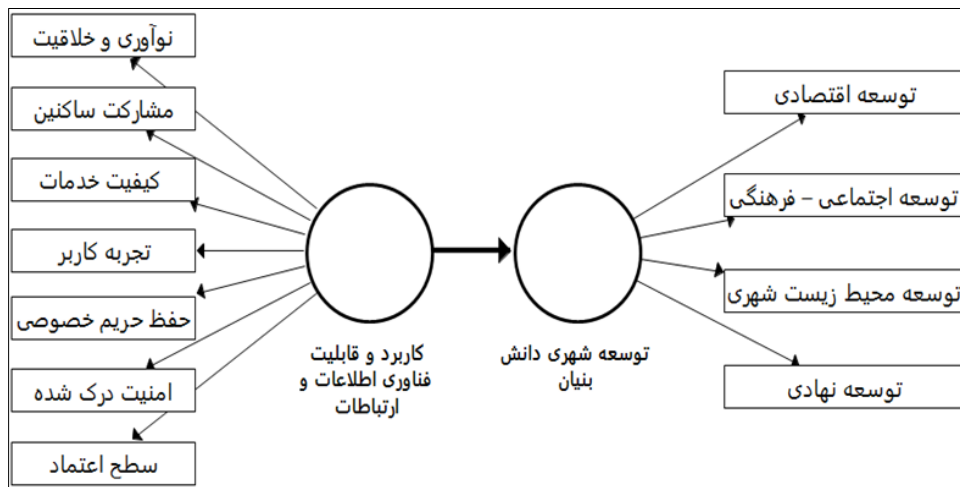 نوآوری و خلاقیت
مشارکت ساکنین
کیفیت خدمات
تجربه کاربر
حفظ حریم خصوصی
امنیت درک شده
سطح اعتماد
کاربرد و قابلیت
فناوری اطلاعات و
ارتباطات
توسعه شهری دانش
بنیان
توسعه اقتصادی
توسعه اجتماعی – فرهنگی
توسعه محیط زیست شهری
توسعه نهادی